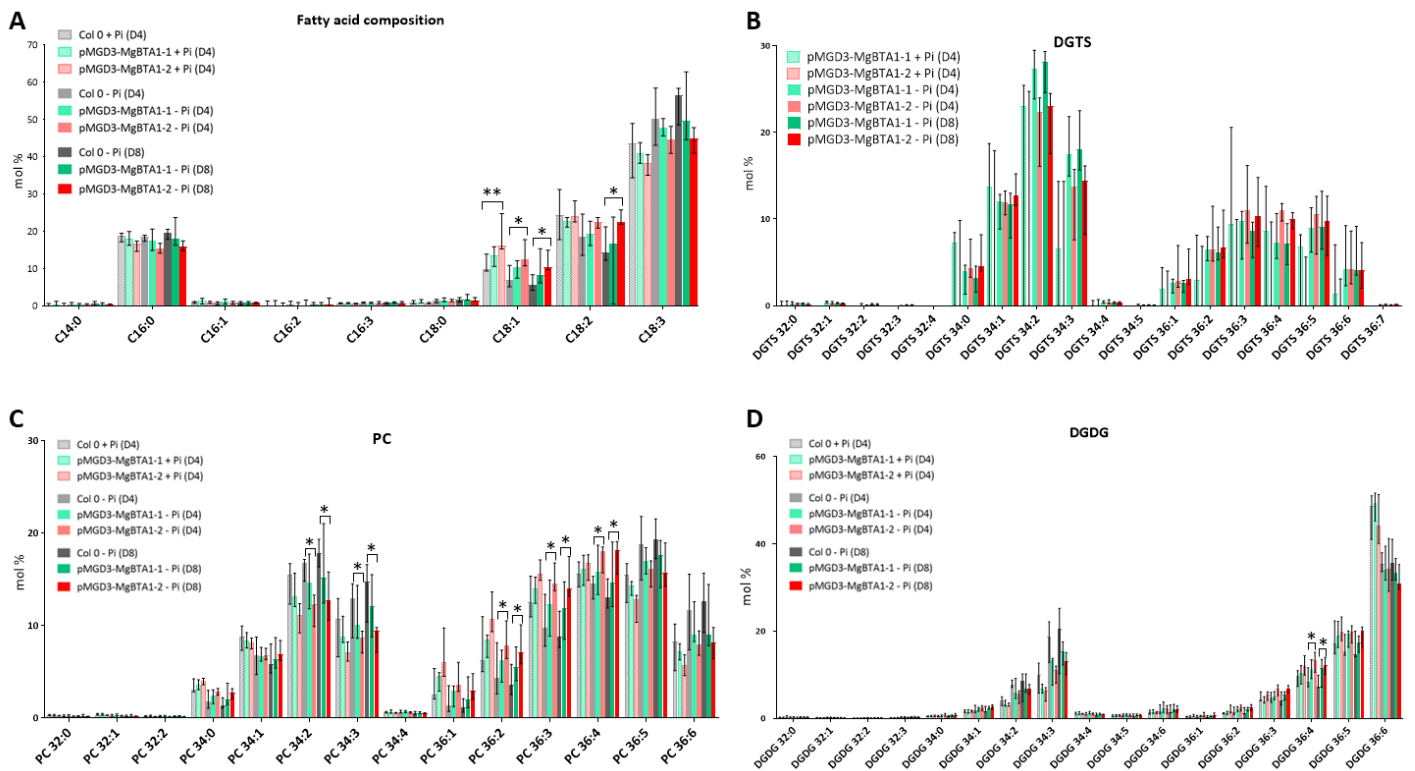 A
Fatty acid composition
Col 0 + Pi (D4)
pMGD3-MgBTA1-1 + Pi (D4)
pMGD3-MgBTA1-2 + Pi (D4)
Col 0 - Pi (D4)
pMGD3-MgBTA1-1 - Pi (D4)
pMGD3-MgBTA1-2 - Pi (D4)
Col 0 - Pi (D8)
pMGD3-MgBTA1-1 - Pi (D8)
pMGD3-MgBTA1-2 - Pi (D8)
mol %
70
60
50
40
30
20
10
0
** * * *
C14:0 C16:0 C16:1 C16:2 C16:3 C18:0 C18:1 C18:2 C18:3
B
DGTS
pMGD3-MgBTA1-1 + Pi (D4)
pMGD3-MgBTA1-2 + Pi (D4)
pMGD3-MgBTA1-1 - Pi (D4)
pMGD3-MgBTA1-2 - Pi (D4)
pMGD3-MgBTA1-1 - Pi (D8)
pMGD3-MgBTA1-2 - Pi (D8)
mol %
30
20
10
0
DGTS 32:0 DGTS 32:1 DGTS 32:2 DGTS 32:3 DGTS 32:4 DGTS 34:0 DGTS 34:1 DGTS 34:2 DGTS 34:3 DGTS 34:4 DGTS 34:5 DGTS 36:1 DGTS 36:2 DGTS 36:3 DGTS 36:4 DGTS 36:5 DGTS 36:6 DGTS 36:7
C
PC
Col 0 + Pi (D4)
pMGD3-MgBTA1-1 + Pi (D4)
pMGD3-MgBTA1-2 + Pi (D4)
Col 0 - Pi (D4)
pMGD3-MgBTA1-1 - Pi (D4)
pMGD3-MgBTA1-2 - Pi (D4)
Col 0 - Pi (D8)
pMGD3-MgBTA1-1 - Pi (D8)
pMGD3-MgBTA1-2 - Pi (D8)
mol %
30
20
10
0
* * * * * * * * * *
PC 32:0 PC 32:1 PC 32:2 PC 34:0 PC 34:1 PC 34:2 PC 34:3 PC 34:4 PC 36:1 PC 36:2 PC 36:3 PC 36:4 PC 36:5 PC 36:6
D
DGDG
Col 0 + Pi (D4)
pMGD3-MgBTA1-1 + Pi (D4)
pMGD3-MgBTA1-2 + Pi (D4)
Col 0 - Pi (D4)
pMGD3-MgBTA1-1 - Pi (D4)
pMGD3-MgBTA1-2 - Pi (D4)
Col 0 - Pi (D8)
pMGD3-MgBTA1-1 - Pi (D8)
pMGD3-MgBTA1-2 - Pi (D8)
mol %
60
40
20
0
* *
DGDG 32:0 DGDG 32:1 DGDG 32:2 DGDG 32:3 DGDG 34:0 DGDG 34:1 DGDG 34:2 DGDG 34:3 DGDG 34:4 DGDG 34:5 DGDG 34:6 DGDG 36:1 DGDG 36:2 DGDG 36:3 DGDG 36:4 DGDG 36:5 DGDG 36:6